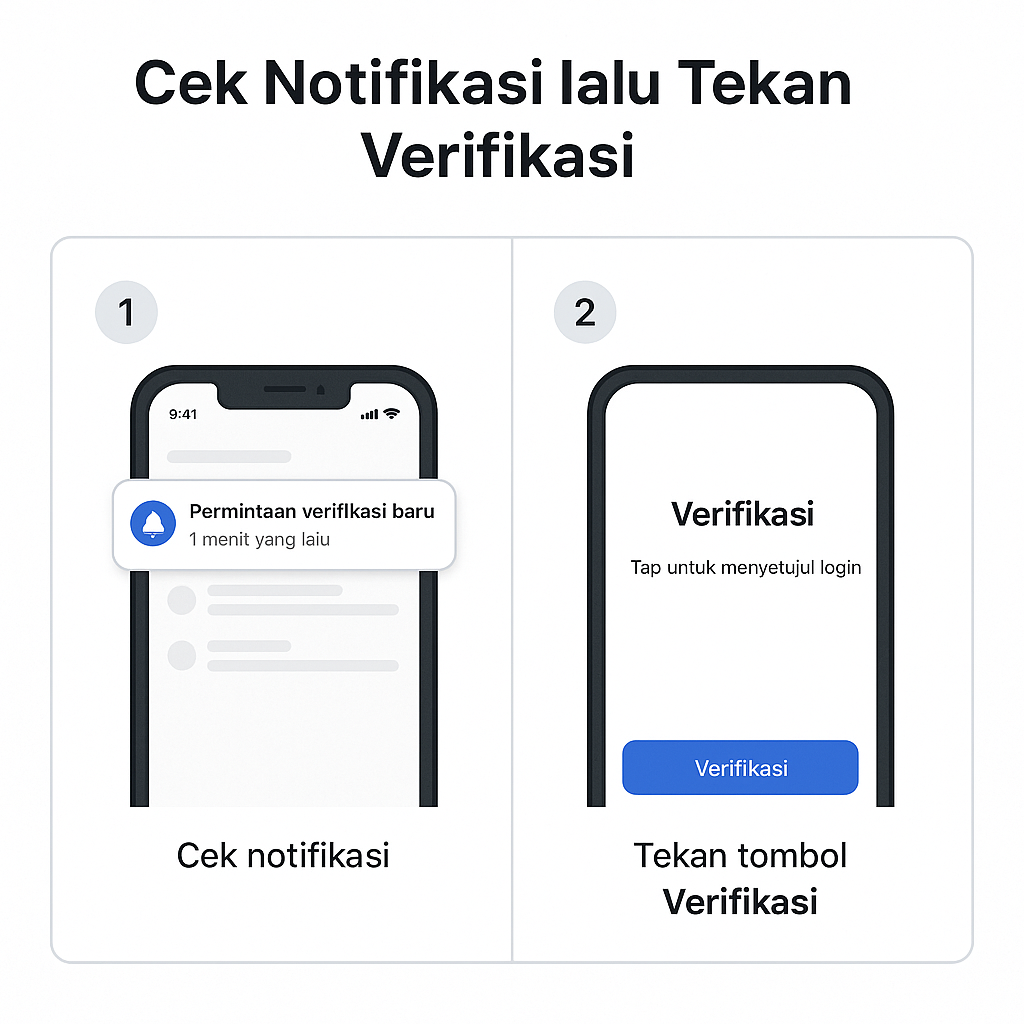 Cek Notifikasi lalu Tekan
Verifikasi
1
9:41
Permintaan veriflkasi baru
1 menit yang laiu
Cek notifikasi
2
Verifikasi
Tap untuk menyetujul login
Verifikasi
Tekan tombol
Verifikasi